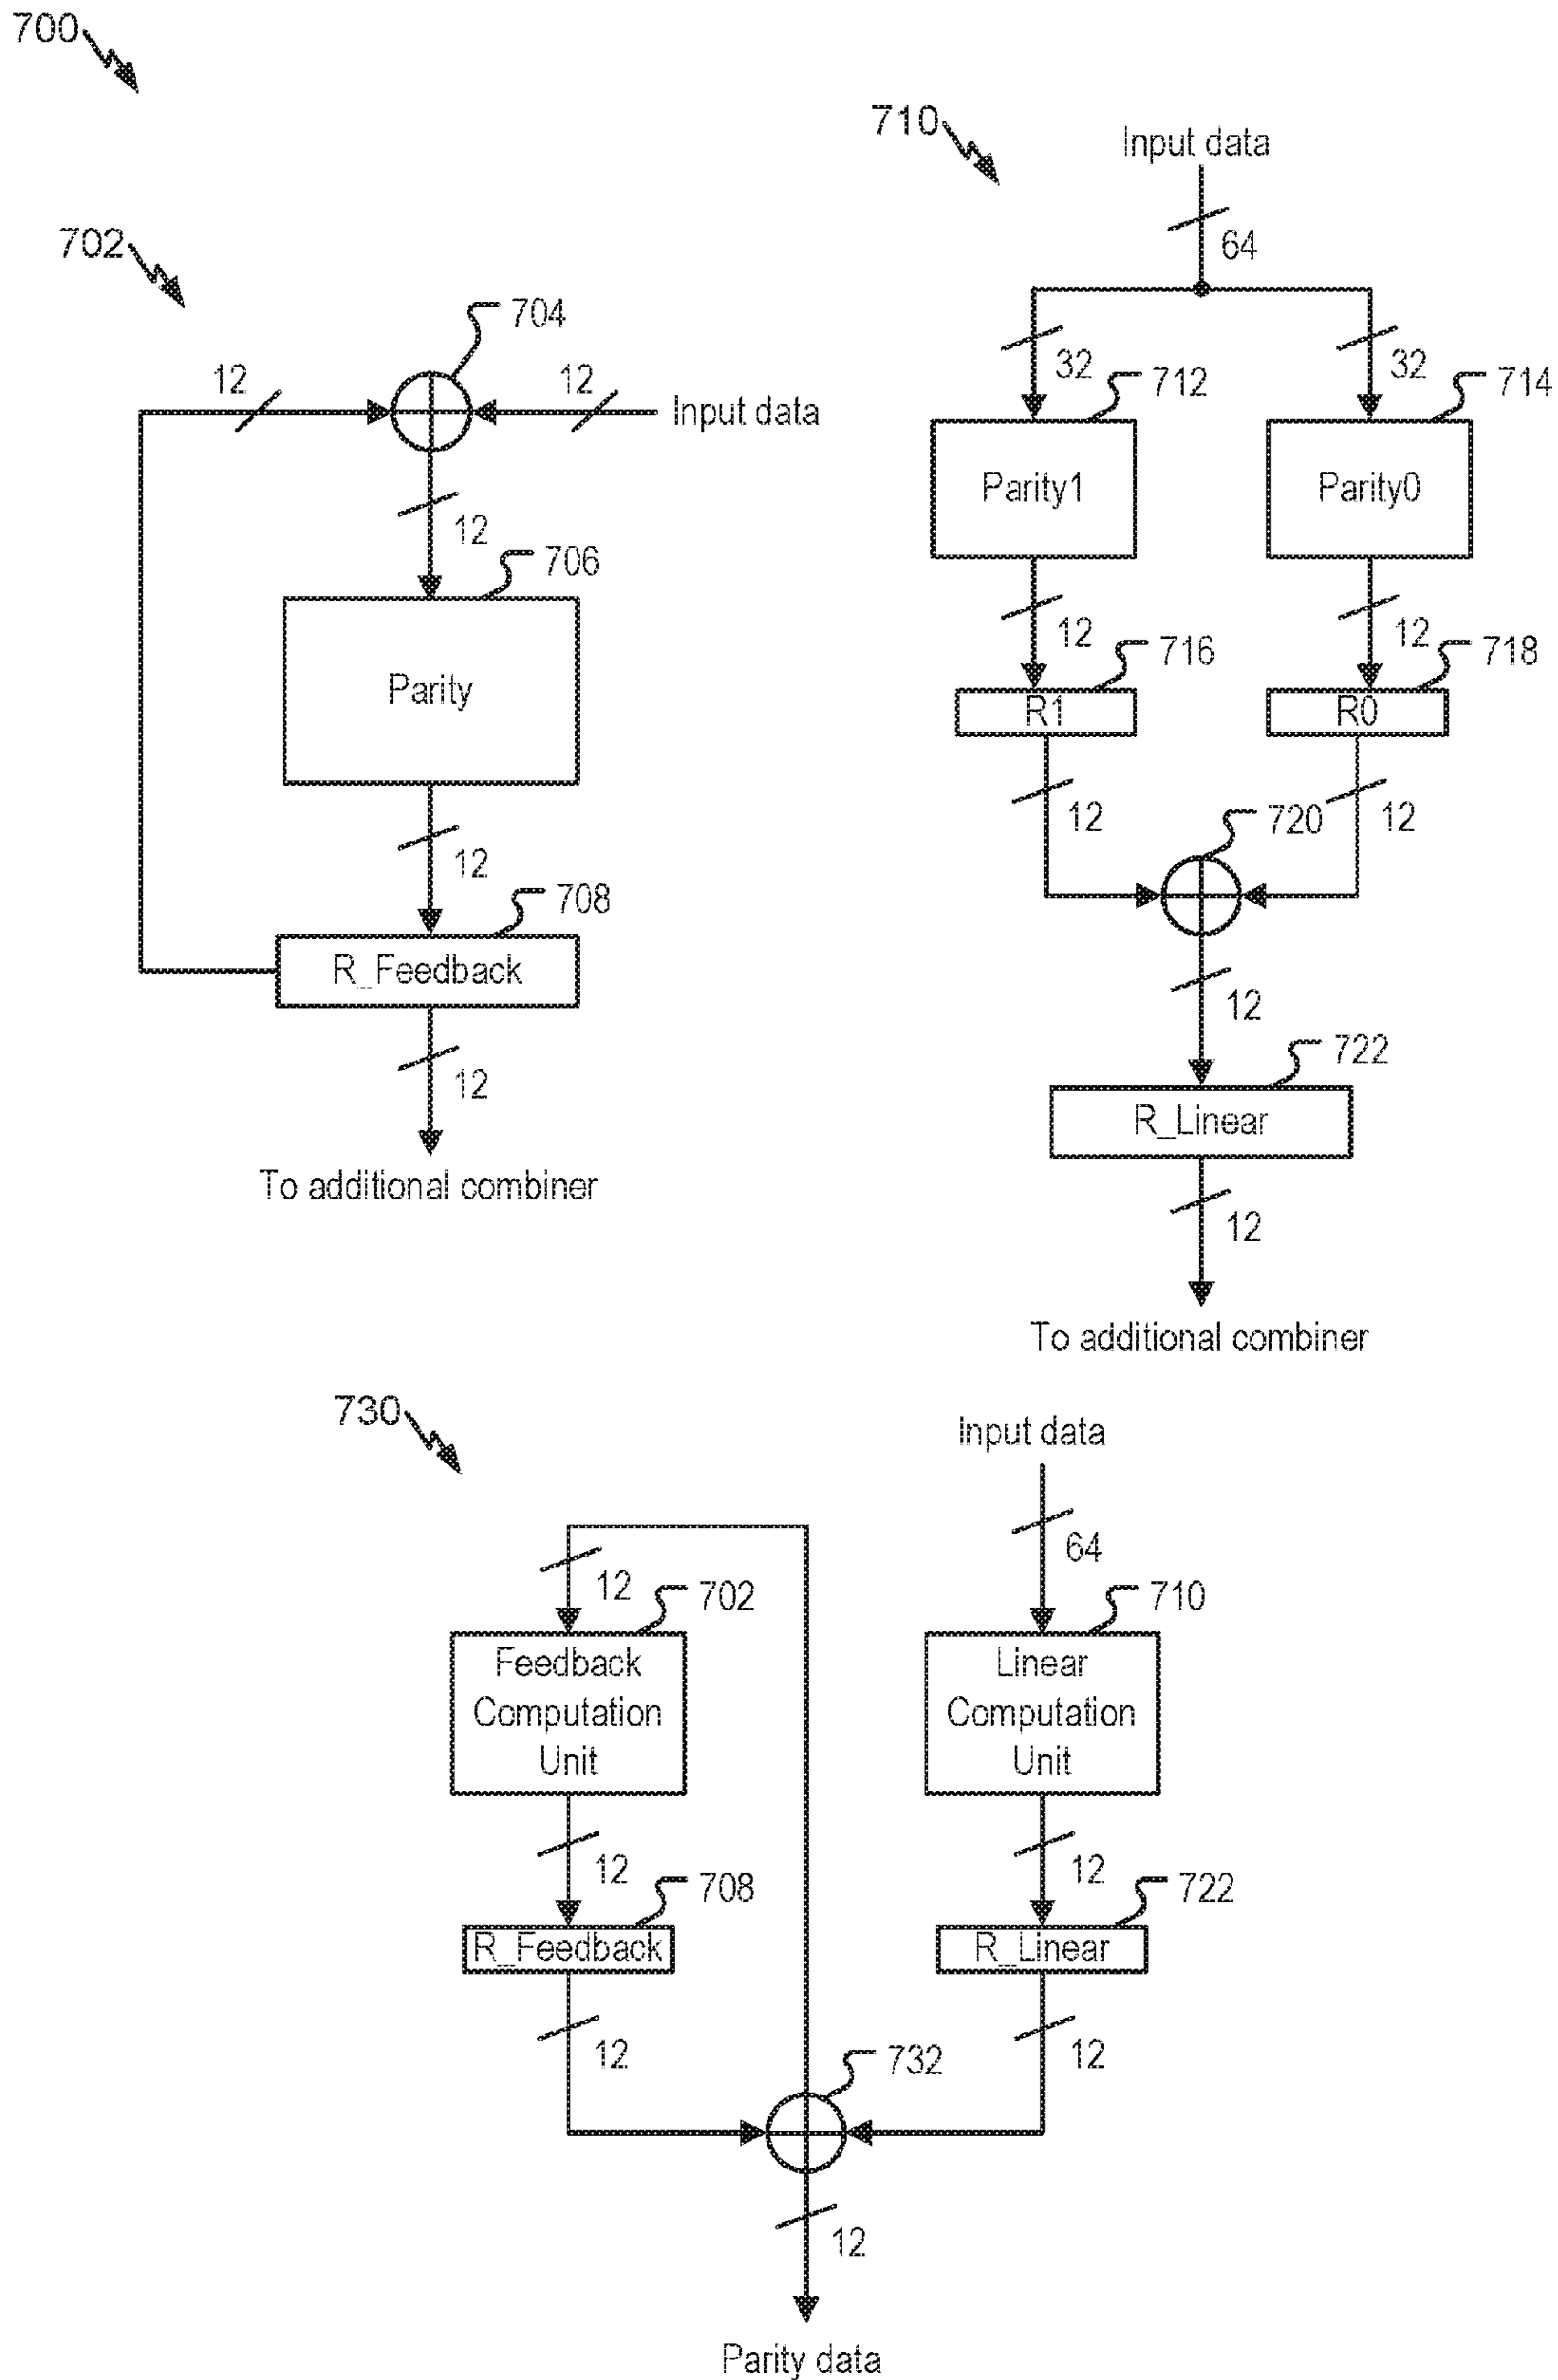 700
710
Input data
64
702
704
12
12
Input data
32
32
712
714
Parity1
Parity0
12
706
12
12
716
718
Parity
R1
R0
12
12
720
12
708
R_Feedback
12
722
R_Linear
12
To additional combiner
12
To additional combiner
730
Input data
64
12
702
710
Feedback
Computation
Unit
Linear
Computation
Unit
12
12
708
722
R_Feedback
R_Linear
12
12
732
12
Parity data